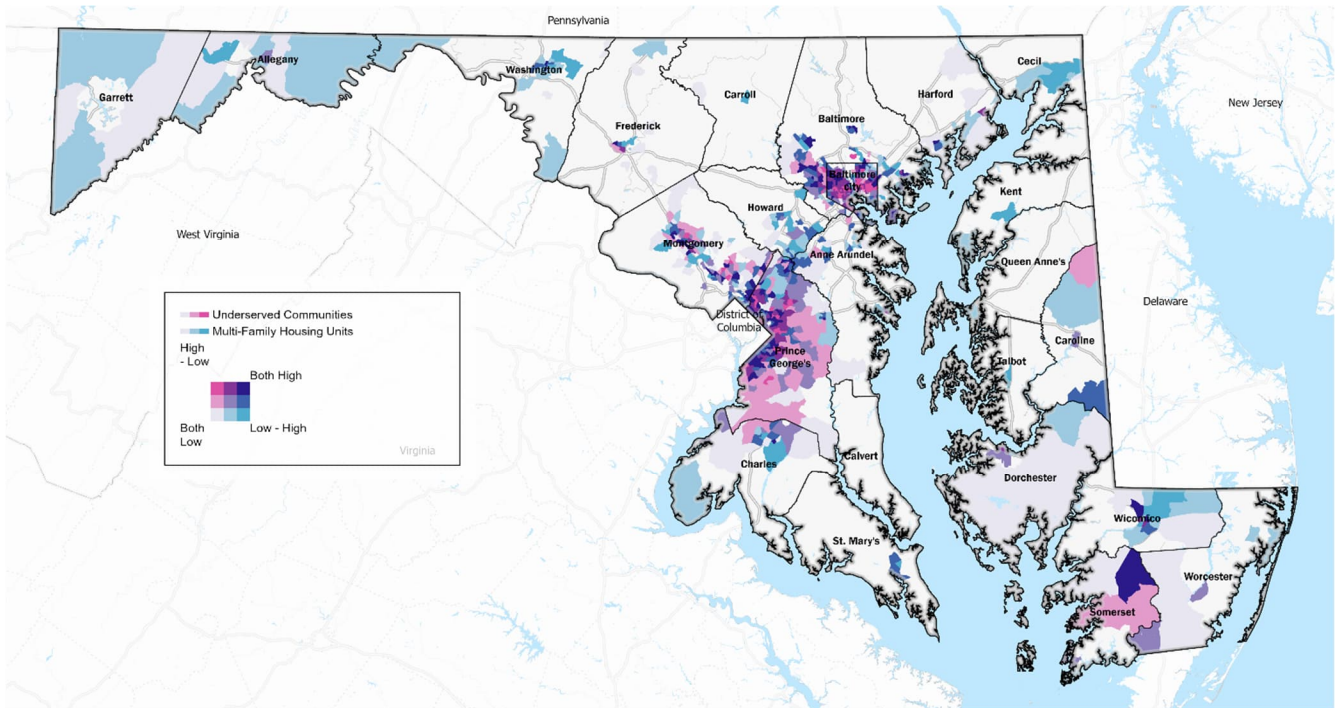 Pennsylvania
Allegany
Garrett
Washington
Frederick
Carroll
Baltimore
Harford
Cecil
New Jersey
Baltimore
city
Kent
Howard
West Virginia
Montgomery
Anne Arundel
Queen Anne's
Delaware
District of
Columbia
Prince
George's
Talbot
Caroline
Underserved Communities
Multi-Family Housing Units
High
- Low
Both High
Both
Low
Low - High
Virginia
Charles
Calvert
Dorchester
St. Mary's
Wicomico
Worcester
Somerset